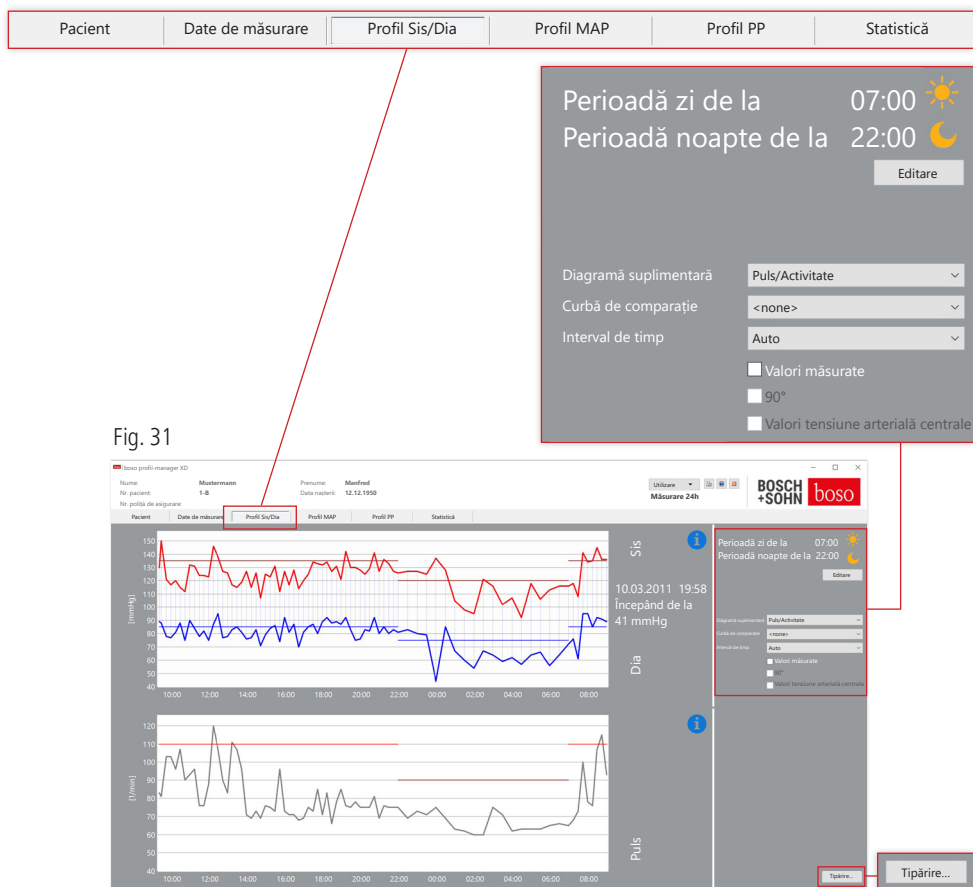 Pacient Date de măsurare Profil Sis/Dia Profil MAP Profil PP Statistică
Perioadă zi de la 07:00
Perioadă noapte de la 22:00
Editare
Diagramă suplimentară Puls/Activitate
Curbă de comparație <none>
Interval de timp Auto
Valori măsurate
90°
Valori tensiune arterială centrale
Fig. 31
boso profil-manager XD
Nume Mustermann Prenume Manfred
Nr. pacient 1-B Data nașterii 12.12.1950
Nr. poliță de asigurare
Utilizare
Măsurare 24h
BOSCH
+SOHN
boso
Pacient Date de măsurare Profil Sis/Dia Profil MAP Profil PP Statistică
150
140
130
120
110
100
90
80
70
60
50
40
[mmHg]
10:00 12:00 14:00 16:00 18:00 20:00 22:00 00:00 02:00 04:00 06:00 08:00
Sis
10.03.2011 19:58
Începând de la
41 mmHg
Dia
Perioadă zi de la 07:00
Perioadă noapte de la 22:00
Editare
Diagramă suplimentară Puls/Activitate
Curbă de comparație <none>
Interval de timp Auto
Valori măsurate
90°
Valori tensiune arterială centrale
120
110
100
90
80
70
60
50
40
[1/min]
10:00 12:00 14:00 16:00 18:00 20:00 22:00 00:00 02:00 04:00 06:00 08:00
Puls
Tipărire...
Tipărire...